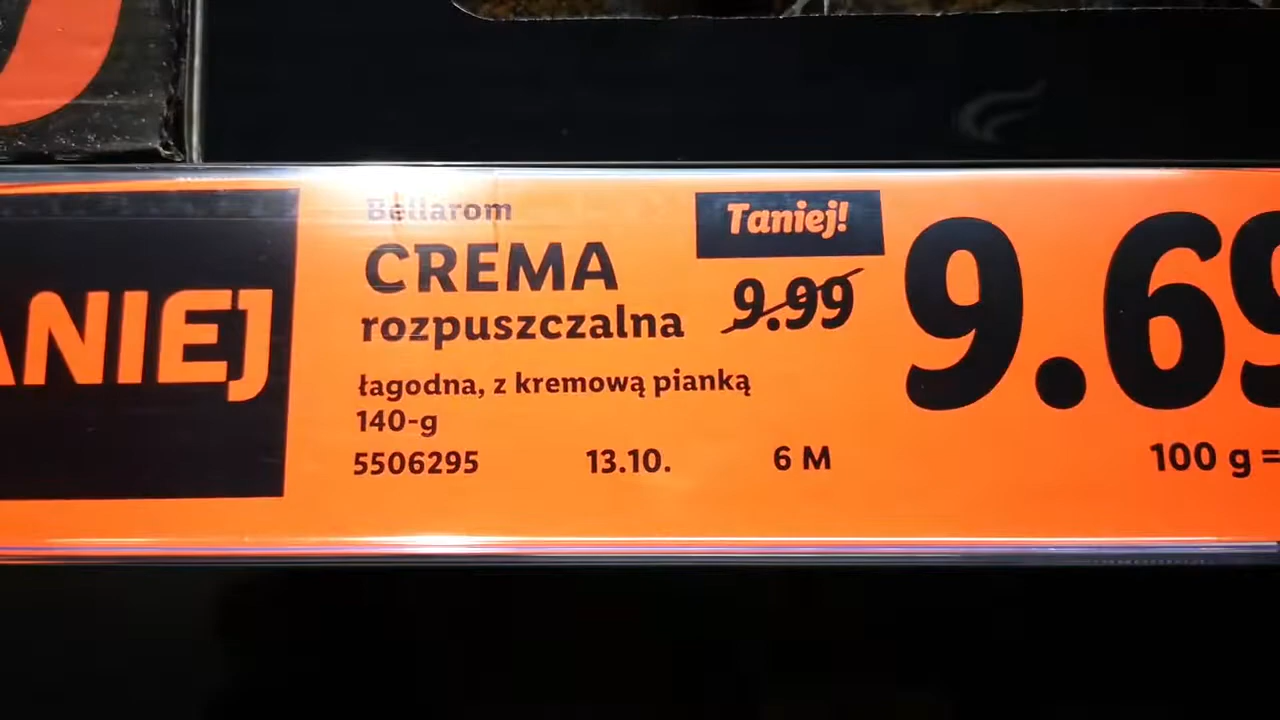 ANIEJ
Bellarom
CREMA
rozpuszczalna
łagodna, z kremową pianką
140-g
5506295 13.10. 6 M
Taniej!
9.99
9.69
100 g =